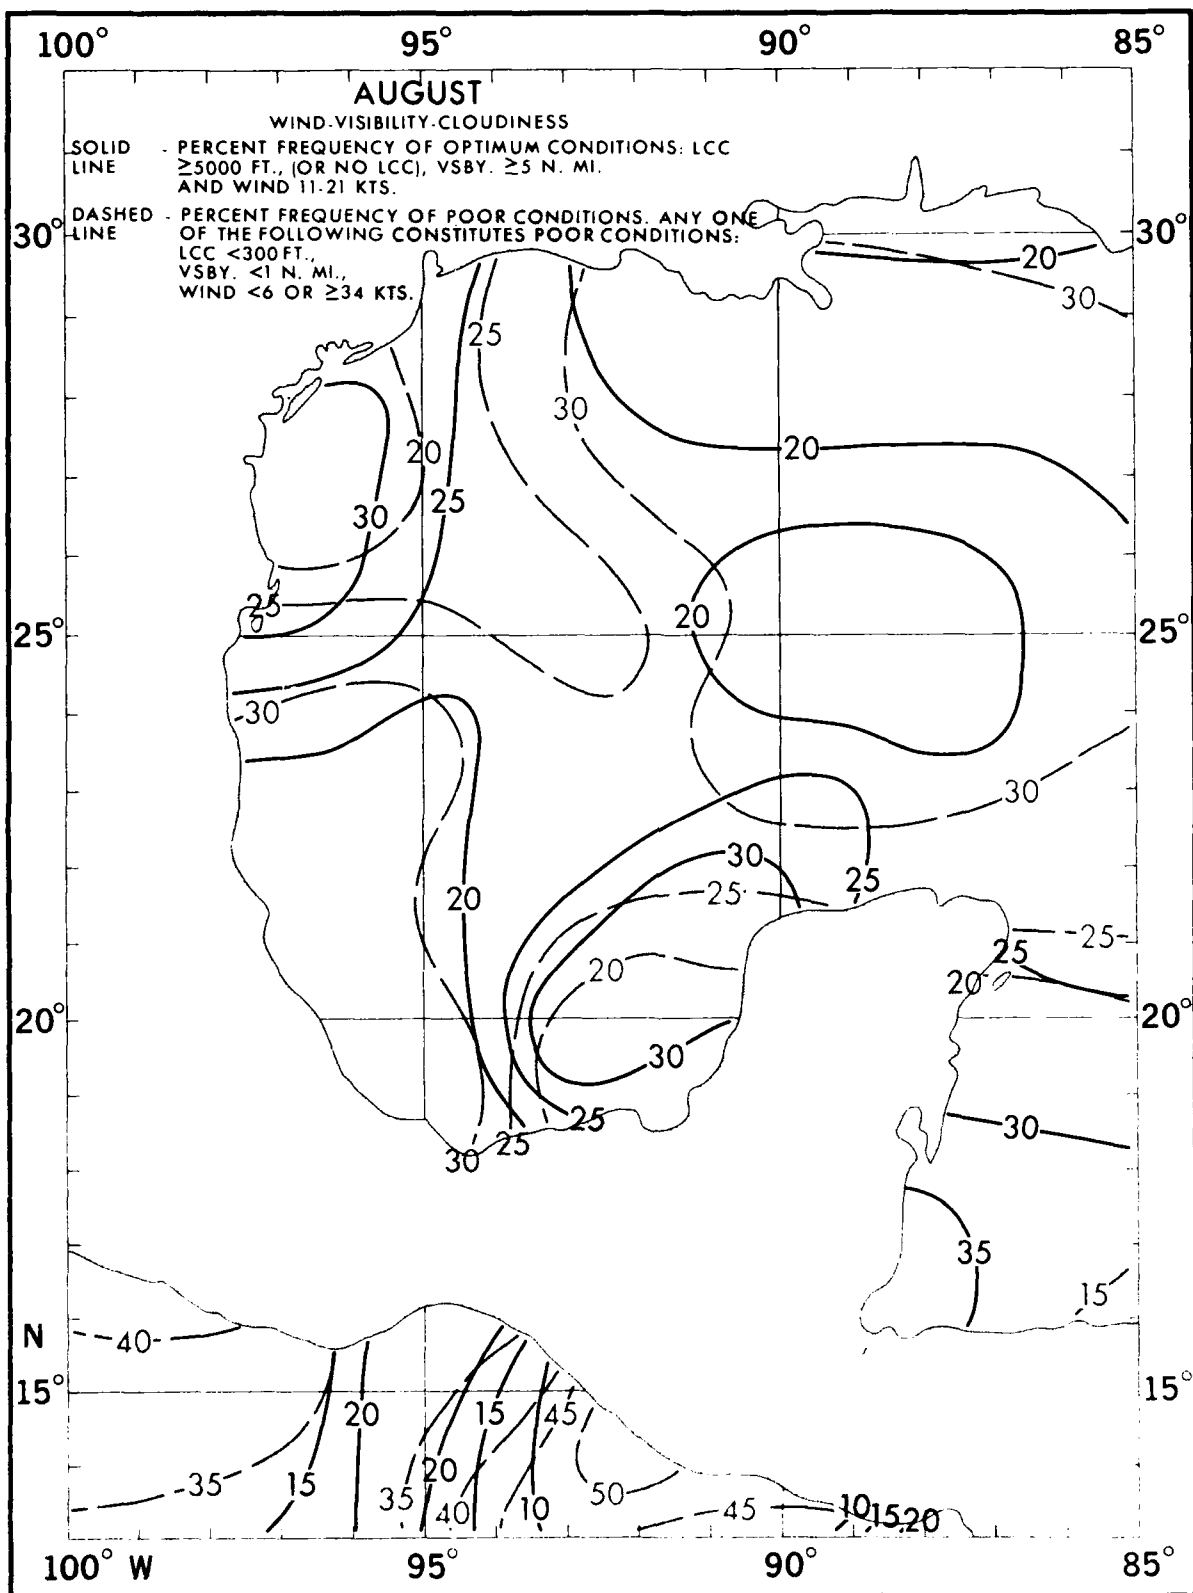 100° 95° 90° 85°
AUGUST
WIND-VISIBILITY-CLOUDINESS
SOLID - PERCENT FREQUENCY OF OPTIMUM CONDITIONS: LCC
LINE ≥5000 FT., (OR NO LCC), VSBY. ≥5 N. MI.
AND WIND 11-21 KTS.
DASHED - PERCENT FREQUENCY OF POOR CONDITIONS. ANY ONE
LINE OF THE FOLLOWING CONSTITUTES POOR CONDITIONS:
LCC <300 FT.,
VSBY. <1 N. MI.,
WIND <6 OR ≥34 KTS.
30° 30°
20
30
25
30
20 20
30 25
25 20
25° 25°
30
30
30
25 25
20
25
25
20 20
20° 20°
30
25
30
25
30
35
15
N
40
15° 15°
20 15 45
20
35 15 35 50
40 10 45 10 15 20
100° W 95° 90° 85°